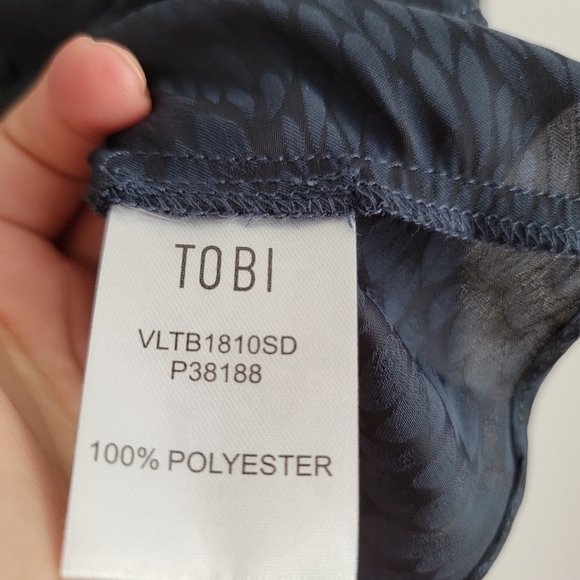 TOBI
VLTB1810SD
P38188
100% POLYESTER